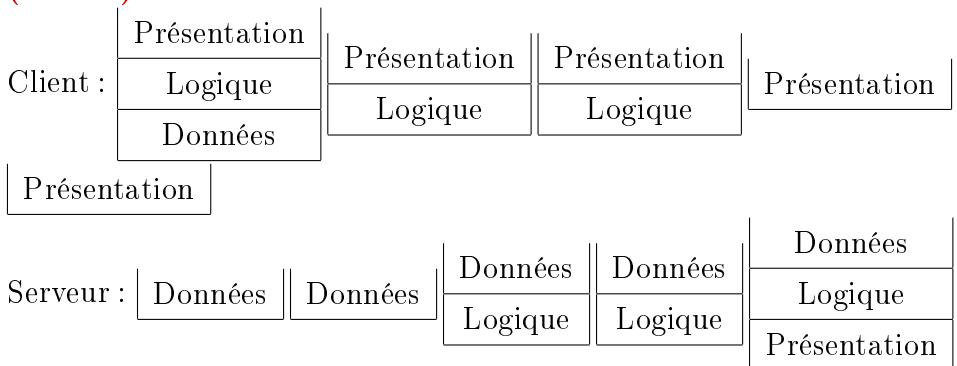 Client : Présentation Présentation Présentation Présentation
Logique Logique Logique
Données
Présentation
Serveur : Données Données Données Données Données
Logique Logique Logique
Présentation